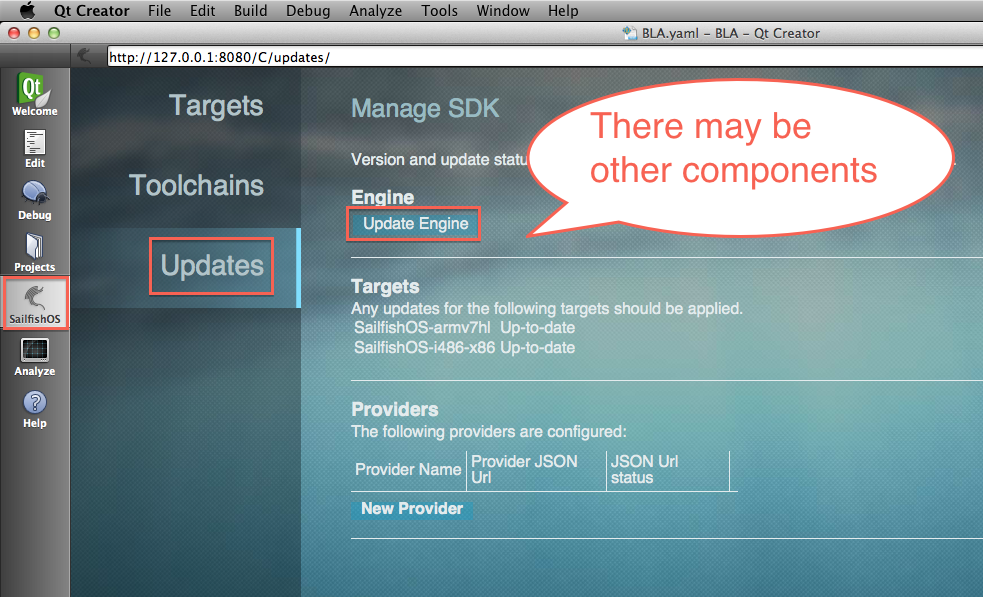 Qt Creator File Edit Build Debug Analyze Tools Window Help
BLA.yaml – BLA – Qt Creator
http://127.0.0.1:8080/C/updates/
Qt
Welcome
Edit
Debug
Projects
SailfishOS
Analyze
Help
Targets
Toolchains
Updates
Manage SDK
Version and update statu
There may be
other components
Engine
Update Engine
Targets
Any updates for the following targets should be applied.
SailfishOS-armv7hl Up-to-date
SailfishOS-i486-x86 Up-to-date
Providers
The following providers are configured:
Provider Name
Provider JSON
Url
JSON Url
status
New Provider